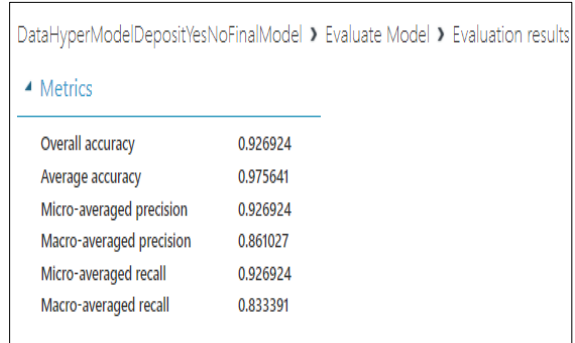 DataHyperModelDepositYesNoFinalModel ❯ Evaluate Model ❯ Evaluation results
Metrics
Overall accuracy 0.926924
Average accuracy 0.975641
Micro-averaged precision 0.926924
Macro-averaged precision 0.861027
Micro-averaged recall 0.926924
Macro-averaged recall 0.833391